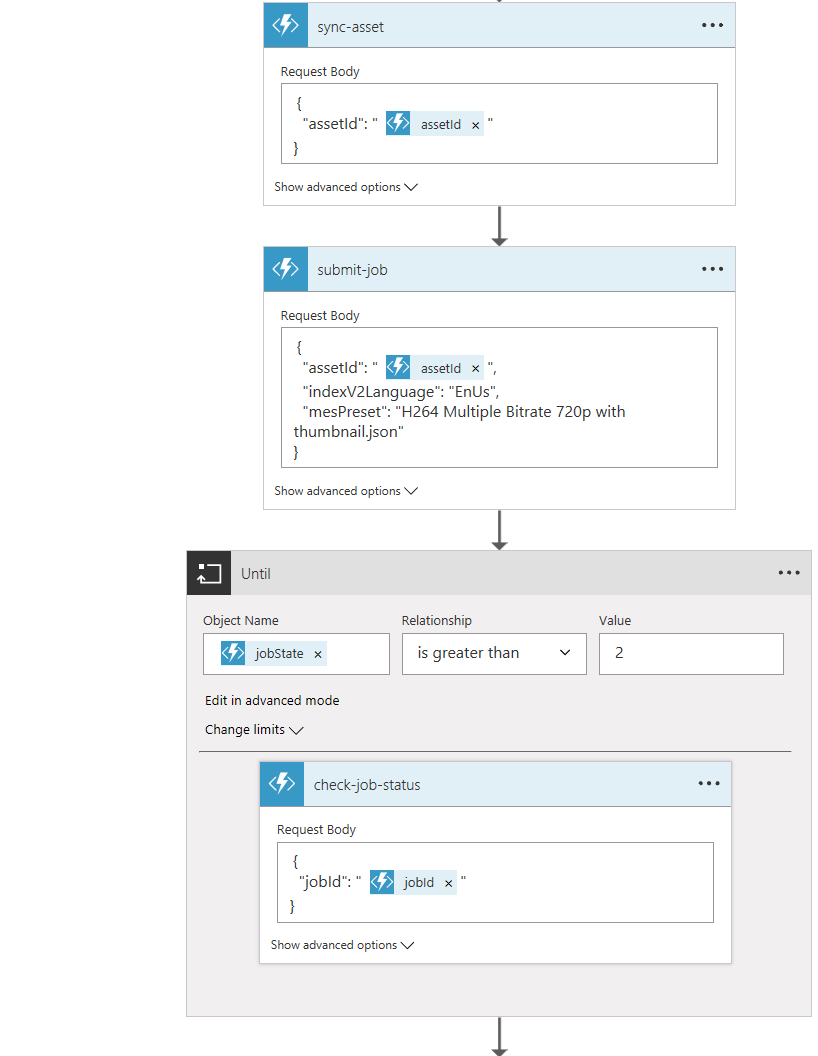 sync-asset
Request Body
{
"assetId": " assetId × "
}
Show advanced options
submit-job
Request Body
{
"assetId": " assetId × ",
"indexV2Language": "EnUs",
"mesPreset": "H264 Multiple Bitrate 720p with
thumbnail.json"
}
Show advanced options
Until
Object Name Relationship Value
jobState × is greater than 2
Edit in advanced mode
Change limits
check-job-status
Request Body
{
"jobId": " jobId × "
}
Show advanced options